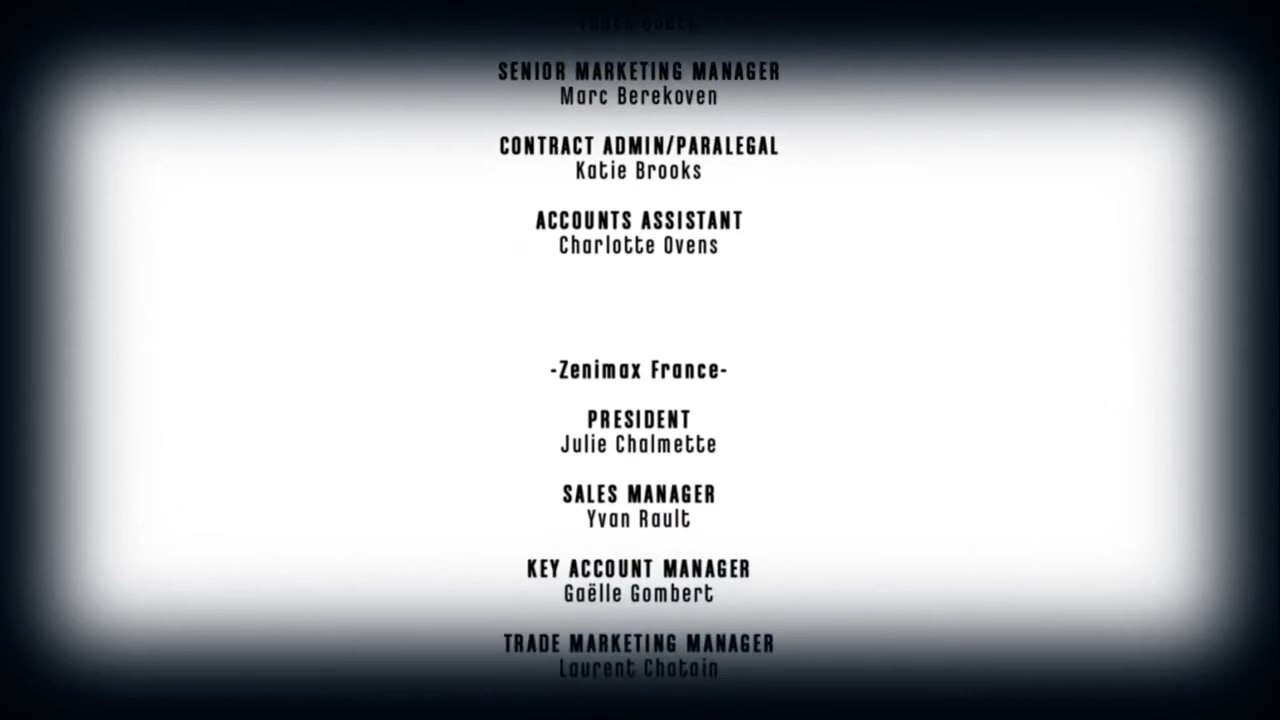 SENIOR MARKETING MANAGER
Marc Berekoven
CONTRACT ADMIN/PARALEGAL
Katie Brooks
ACCOUNTS ASSISTANT
Charlotte Ovens
-Zenimax France-
PRESIDENT
Julie Chalmette
SALES MANAGER
Yvan Rault
KEY ACCOUNT MANAGER
Gaëlle Gombert
TRADE MARKETING MANAGER
Laurent Chatain